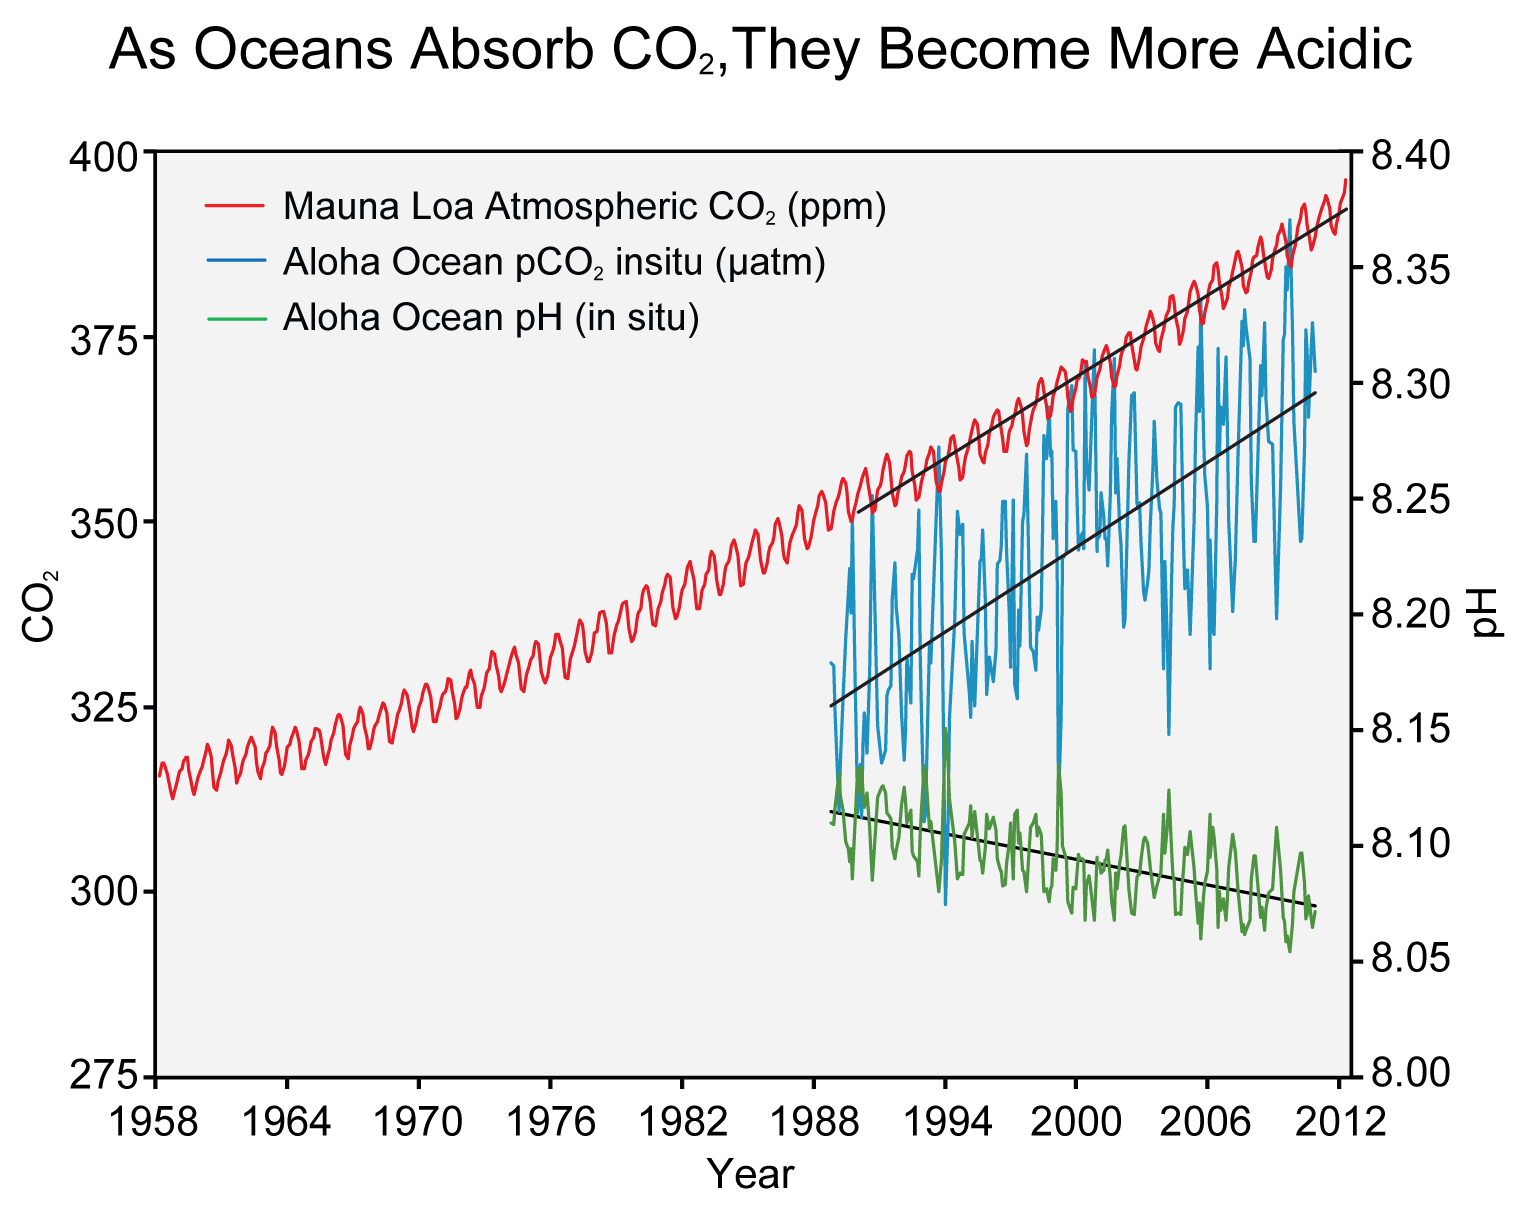 As Oceans Absorb CO₂,They Become More Acidic
400
375
350
325
300
275
CO₂
Mauna Loa Atmospheric CO₂ (ppm)
Aloha Ocean pCO₂ insitu (µatm)
Aloha Ocean pH (in situ)
8.40
8.35
8.30
8.25
8.20
8.15
8.10
8.05
8.00
pH
1958 1964 1970 1976 1982 1988 1994 2000 2006 2012
Year